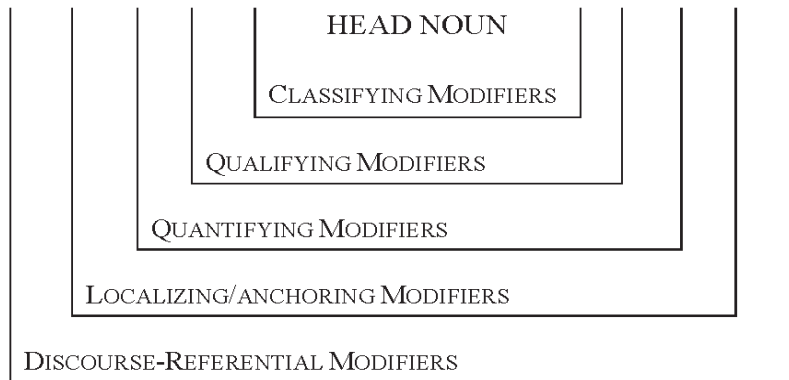 HEAD NOUN
CLASSIFYING MODIFIERS
QUALIFYING MODIFIERS
QUANTIFYING MODIFIERS
LOCALIZING/ANCHORING MODIFIERS
DISCOURSE-REFERENTIAL MODIFIERS